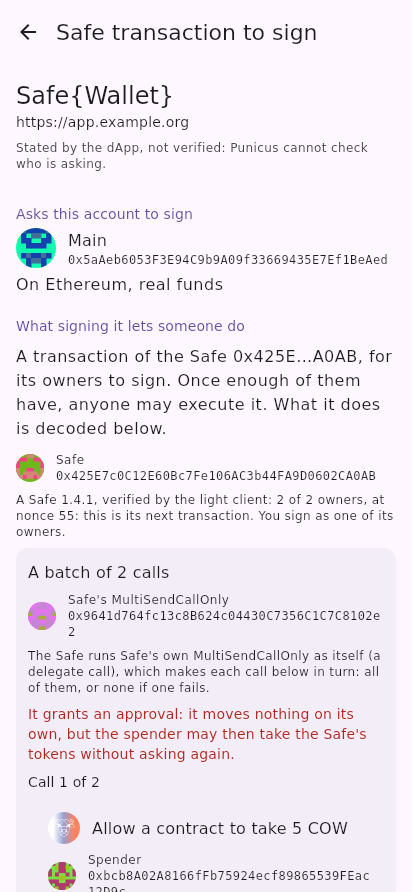 Safe transaction to sign
Safe{Wallet}
https://app.example.org
Stated by the dApp, not verified: Punicus cannot check
who is asking.
Asks this account to sign
Main
0x5aAeb6053F3E94C9b9A09f33669435E7Ef1BeAed
On Ethereum, real funds
What signing it lets someone do
A transaction of the Safe 0x425E…A0AB, for
its owners to sign. Once enough of them
have, anyone may execute it. What it does
is decoded below.
Safe
0x425E7c0C12E60Bc7Fe106AC3b44FA9D0602CA0AB
A Safe 1.4.1, verified by the light client: 2 of 2 owners, at
nonce 55: this is its next transaction. You sign as one of its
owners.
A batch of 2 calls
Safe's MultiSendCallOnly
0x9641d764fc13c8B624c04430C7356C1C7C8102e
2
The Safe runs Safe's own MultiSendCallOnly as itself (a
delegate call), which makes each call below in turn: all
of them, or none if one fails.
It grants an approval: it moves nothing on its
own, but the spender may then take the Safe's
tokens without asking again.
Call 1 of 2
Allow a contract to take 5 COW
Spender
0xbcb8A02A8166fFb75924ecf89865539FEac
12D9c